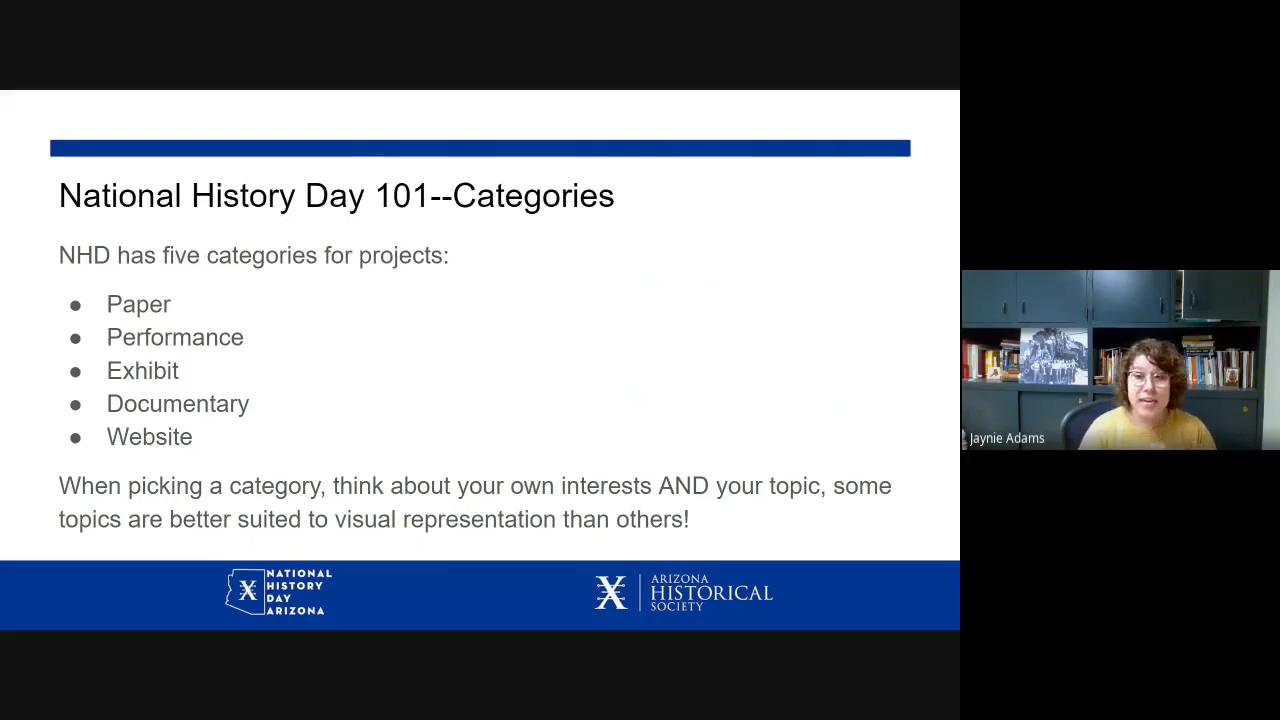 National History Day 101--Categories
NHD has five categories for projects:
● Paper
● Performance
● Exhibit
● Documentary
● Website
When picking a category, think about your own interests AND your topic, some
topics are better suited to visual representation than others!
NATIONAL
HISTORY
DAY
ARIZONA
ARIZONA
HISTORICAL
SOCIETY
Jaynie Adams